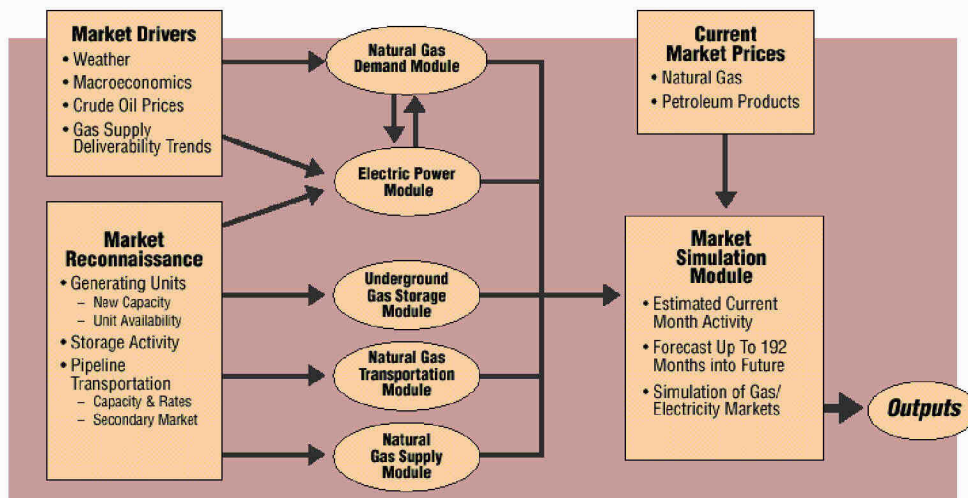 Market Drivers
• Weather
• Macroeconomics
• Crude Oil Prices
• Gas Supply
Deliverability Trends
Market
Reconnaissance
• Generating Units
– New Capacity
– Unit Availability
• Storage Activity
• Pipeline
Transportation
– Capacity & Rates
– Secondary Market
Natural Gas
Demand Module
Electric Power
Module
Underground
Gas Storage
Module
Natural Gas
Transportation
Module
Natural
Gas Supply
Module
Current
Market Prices
• Natural Gas
• Petroleum Products
Market
Simulation
Module
• Estimated Current
Month Activity
• Forecast Up To 192
Months into Future
• Simulation of Gas/
Electricity Markets
Outputs